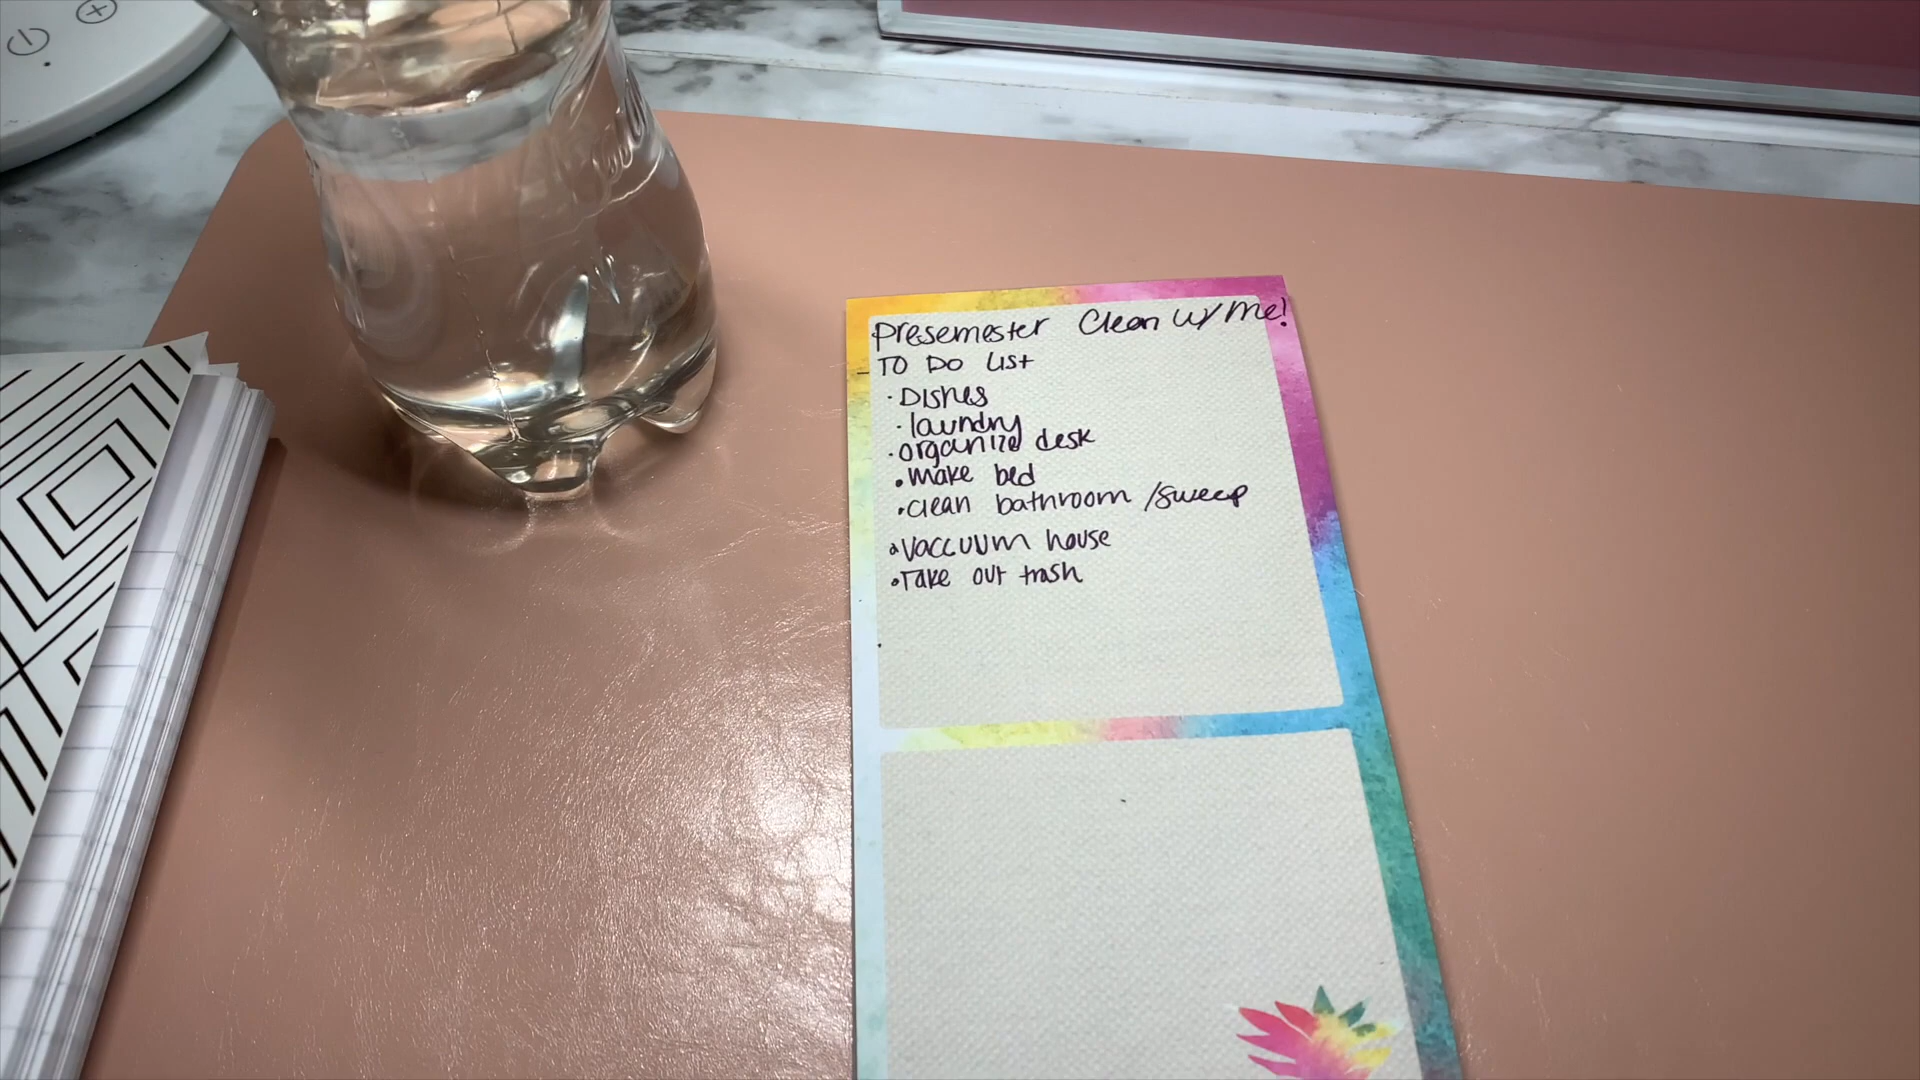 Presemester Clean w/ Me!
To Do List
· Dishes
· laundry
· organize desk
· make bed
· clean bathroom /sweep
· vaccuum house
· Take out trash